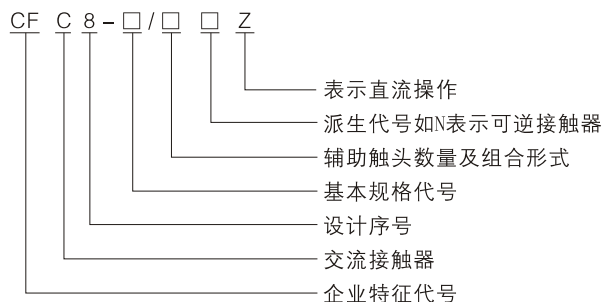 CF C 8-□/□ □ Z
表示直流操作
派生代号如N表示可逆接触器
辅助触头数量及组合形式
基本规格代号
设计序号
交流接触器
企业特征代号